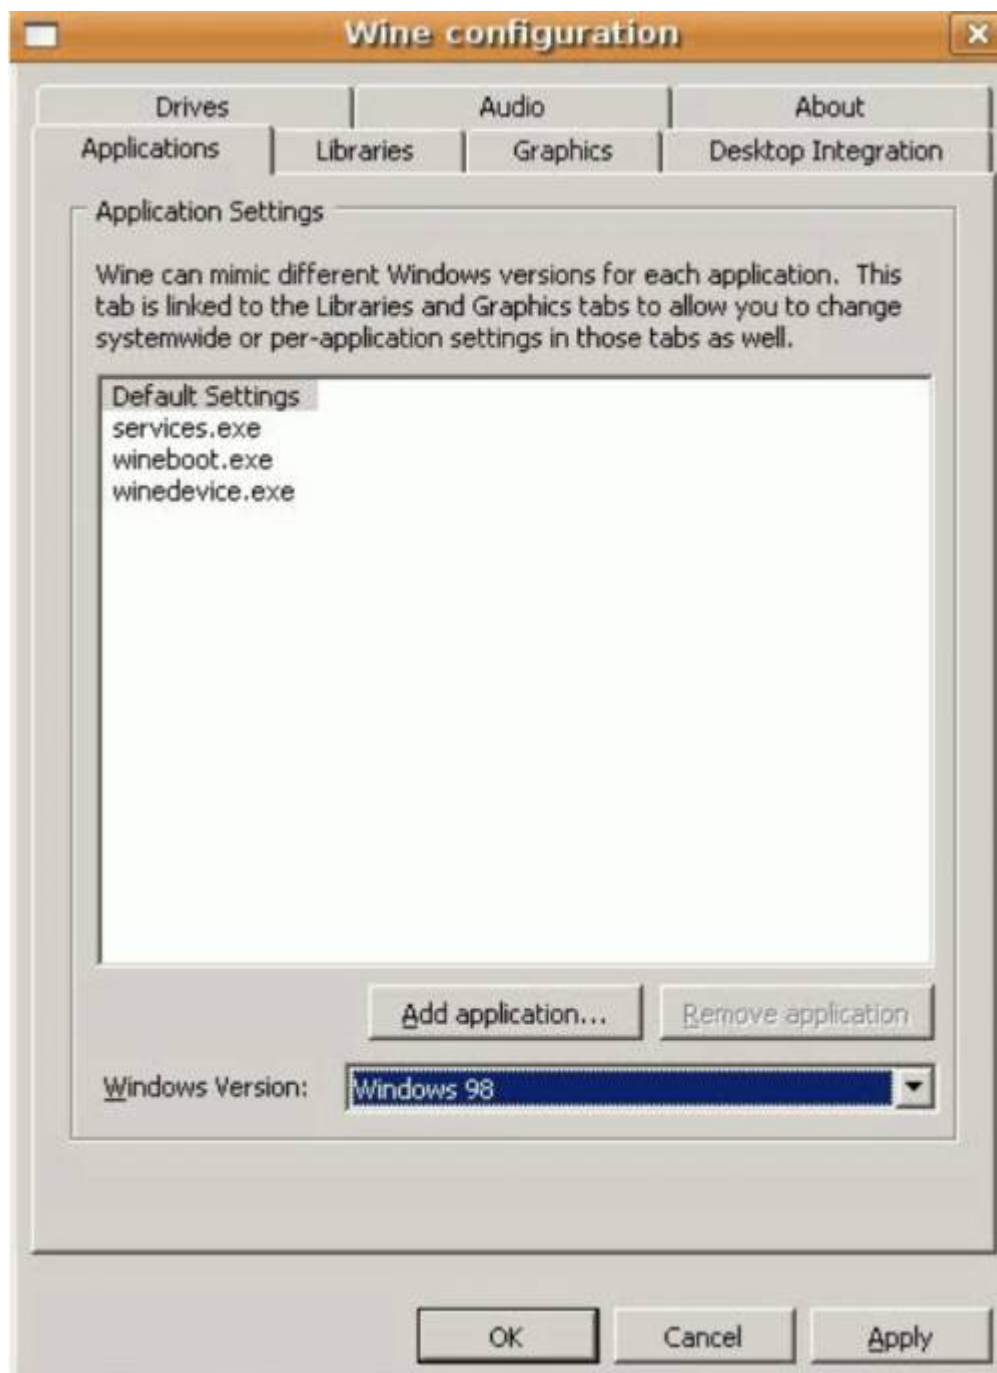 Wine configuration
Drives Audio About
Applications Libraries Graphics Desktop Integration
Application Settings
Wine can mimic different Windows versions for each application. This
tab is linked to the Libraries and Graphics tabs to allow you to change
systemwide or per-application settings in those tabs as well.
Default Settings
services.exe
wineboot.exe
winedevice.exe
Add application... Remove application
Windows Version: Windows 98
OK Cancel Apply